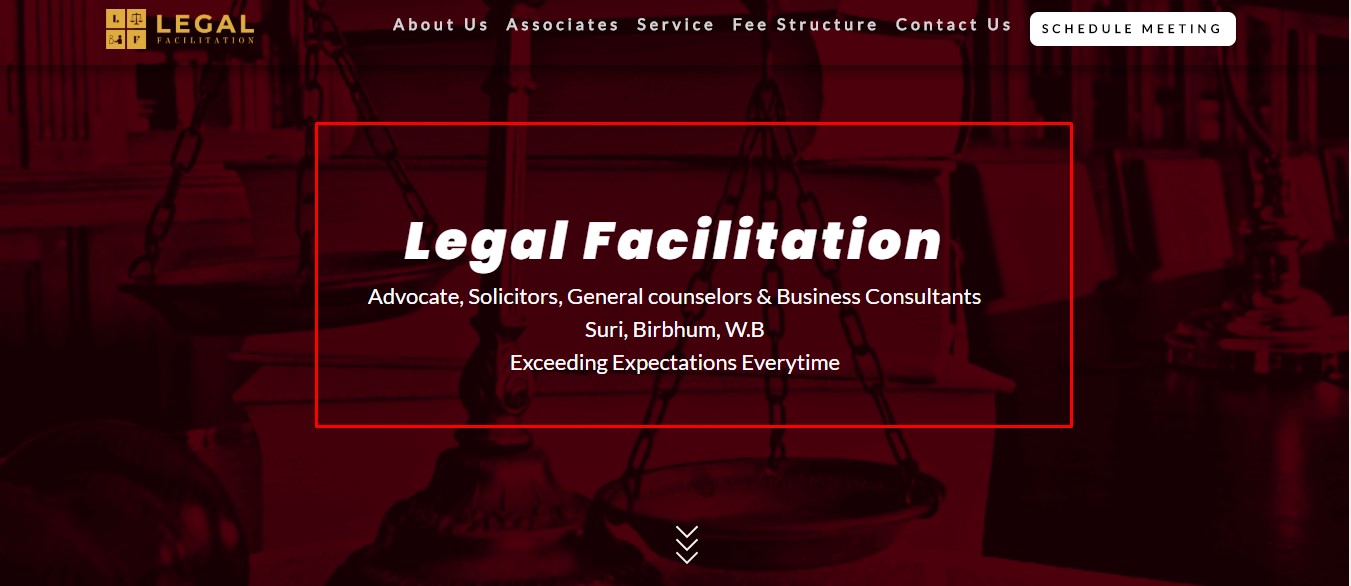 LEGAL
FACILITATION
About Us Associates Service Fee Structure Contact Us SCHEDULE MEETING
Legal Facilitation
Advocate, Solicitors, General counselors & Business Consultants
Suri, Birbhum, W.B
Exceeding Expectations Everytime